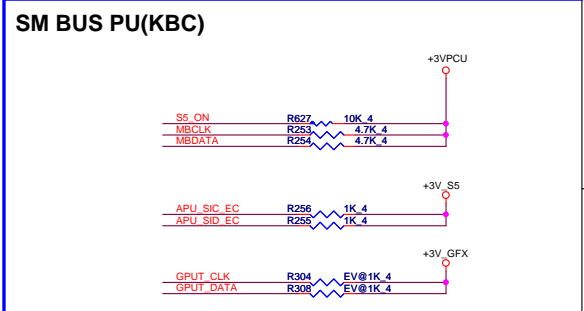 SM BUS PU(KBC)
+3VPCU
S5_ON R627 10K_4
MBCLK R253 4.7K_4
MBDATA R254 4.7K_4
+3V_S5
APU_SIC_EC R256 1K_4
APU_SID_EC R255 1K_4
+3V_GFX
GPUT_CLK R304 EV@1K_4
GPUT_DATA R308 EV@1K_4